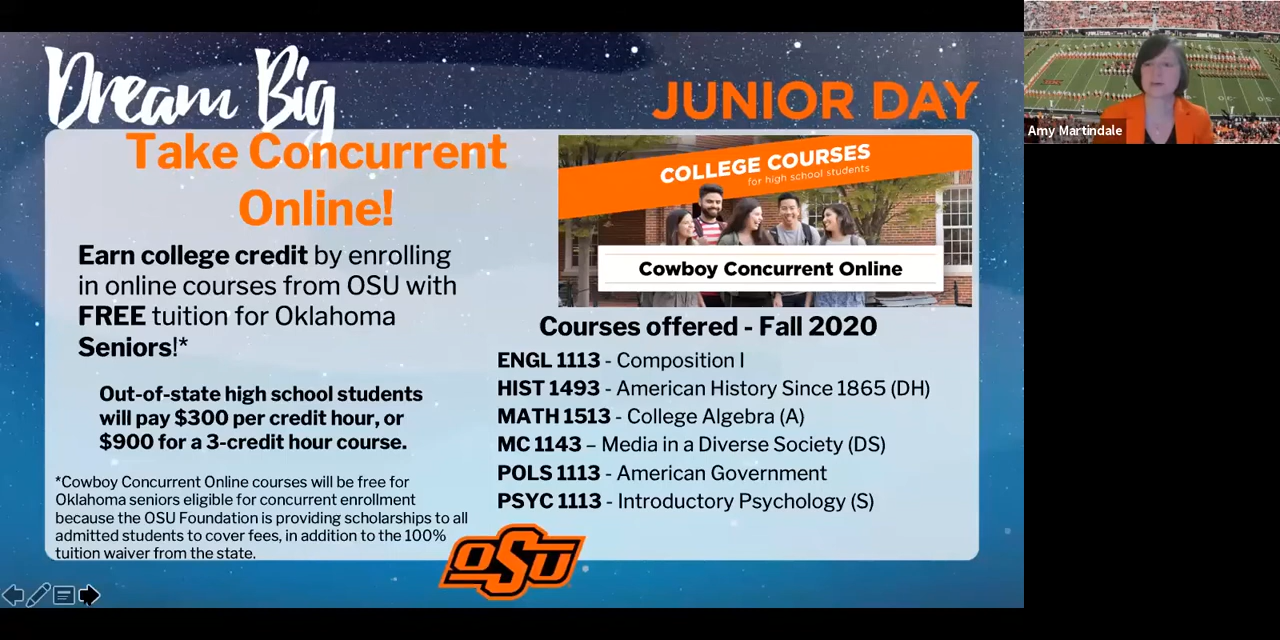 Dream Big
JUNIOR DAY
Take Concurrent
Online!
Earn college credit by enrolling
in online courses from OSU with
FREE tuition for Oklahoma
Seniors!*
Out-of-state high school students
will pay $300 per credit hour, or
$900 for a 3-credit hour course.
*Cowboy Concurrent Online courses will be free for
Oklahoma seniors eligible for concurrent enrollment
because the OSU Foundation is providing scholarships to all
admitted students to cover fees, in addition to the 100%
tuition waiver from the state.
COLLEGE COURSES
for high school students
Cowboy Concurrent Online
Courses offered - Fall 2020
ENGL 1113 - Composition I
HIST 1493 - American History Since 1865 (DH)
MATH 1513 - College Algebra (A)
MC 1143 – Media in a Diverse Society (DS)
POLS 1113 - American Government
PSYC 1113 - Introductory Psychology (S)
OSU
Amy Martindale